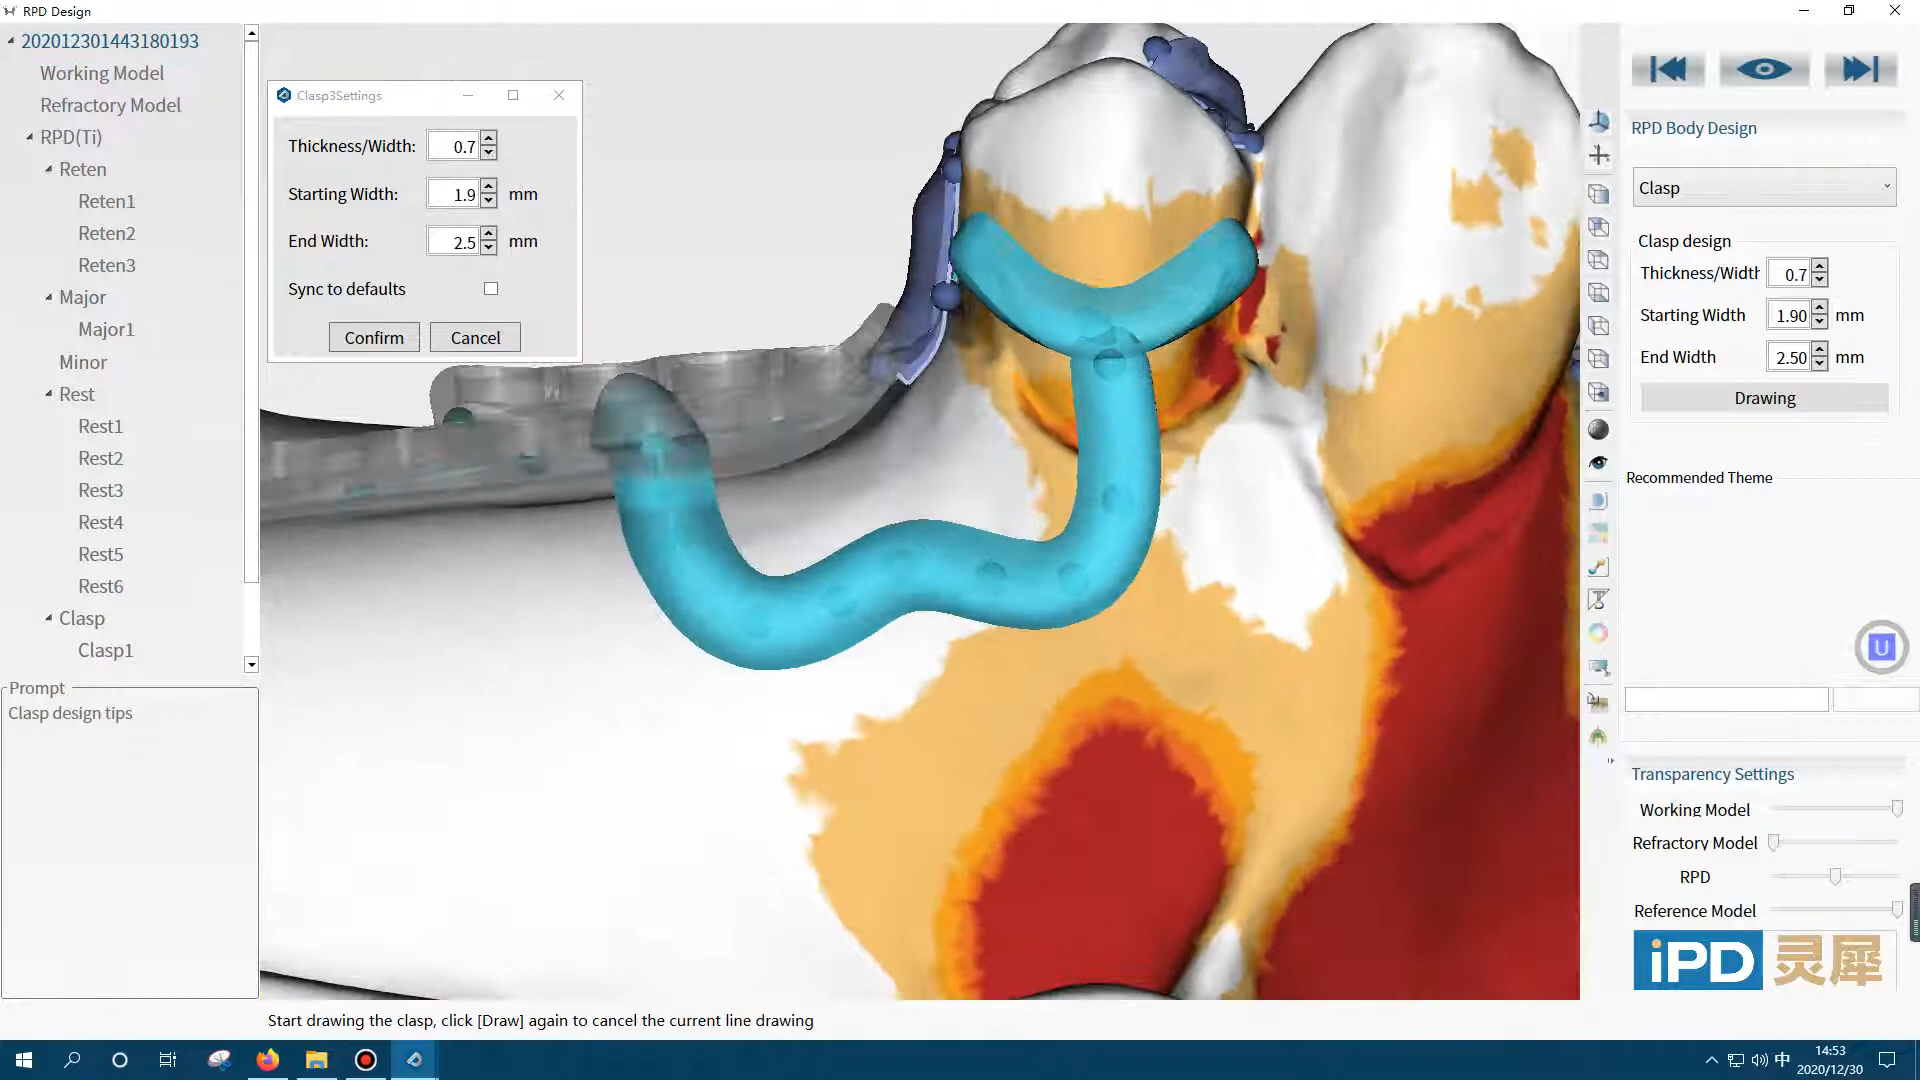 RPD Design
202012301443180193
Working Model
Refractory Model
RPD(Ti)
Reten
Reten1
Reten2
Reten3
Major
Major1
Minor
Rest
Rest1
Rest2
Rest3
Rest4
Rest5
Rest6
Clasp
Clasp1
Prompt
Clasp design tips
Clasp3Settings
Thickness/Width: 0.7
Starting Width: 1.9 mm
End Width: 2.5 mm
Sync to defaults
Confirm Cancel
RPD Body Design
Clasp
Clasp design
Thickness/Width 0.7
Starting Width 1.90 mm
End Width 2.50 mm
Drawing
Recommended Theme
U
Transparency Settings
Working Model
Refractory Model
RPD
Reference Model
iPD 灵犀
Start drawing the clasp, click [Draw] again to cancel the current line drawing
中
14:53
2020/12/30